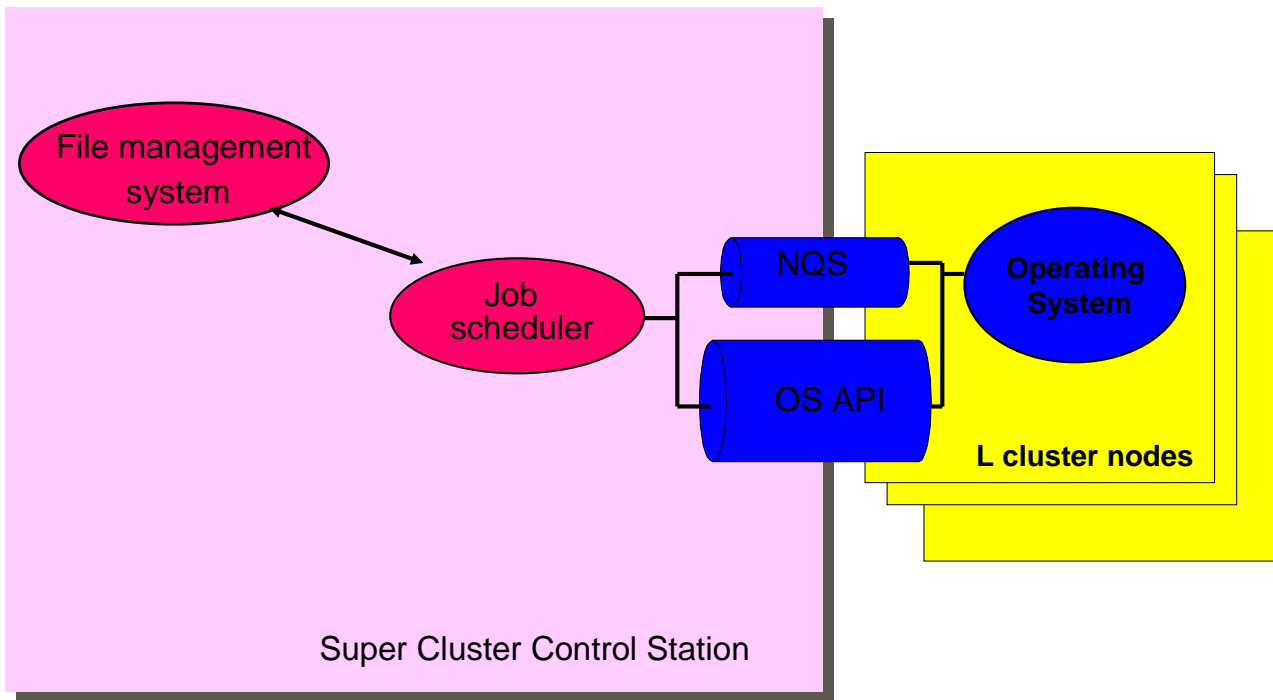 File management
system
Job
scheduler
NQS
OS API
Operating
System
L cluster nodes
Super Cluster Control Station